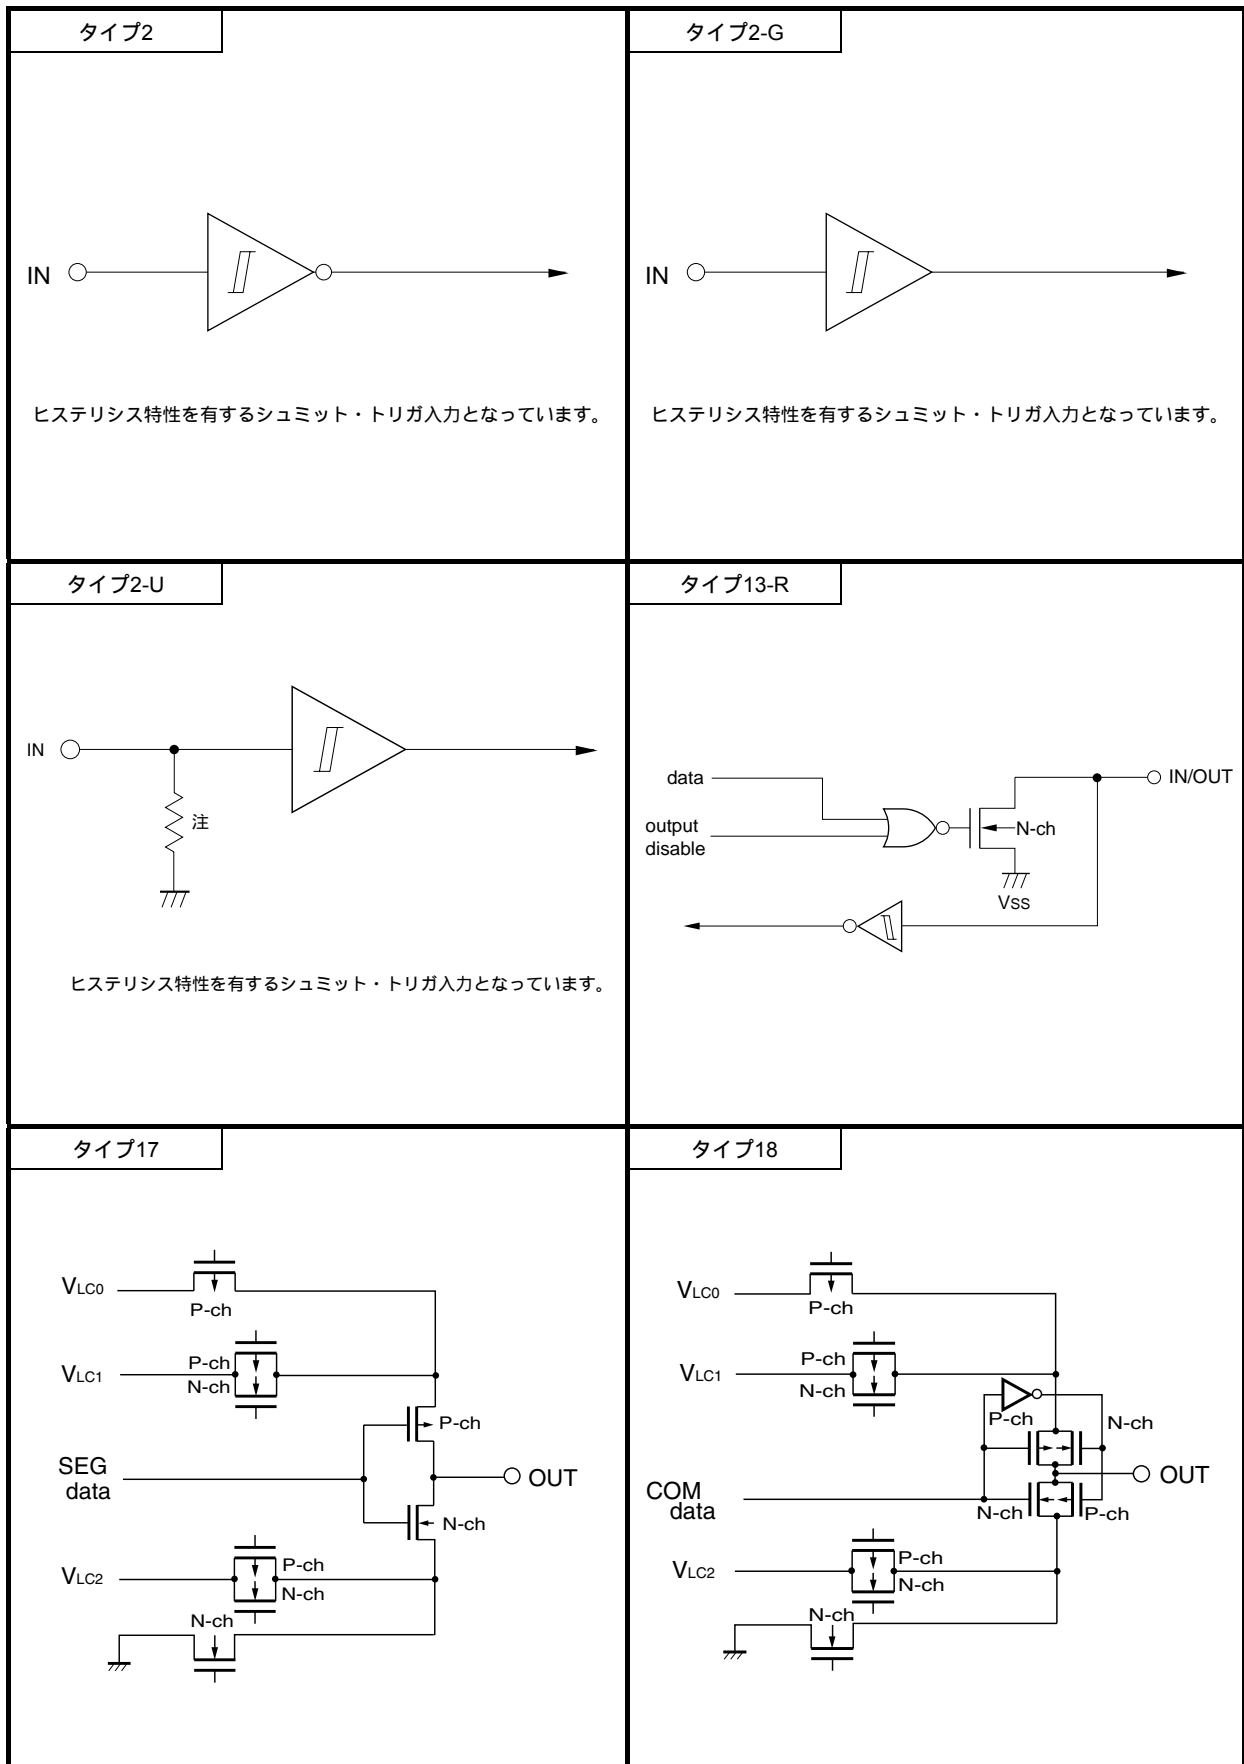 タイプ2
IN
ヒステリシス特性を有するシュミット・トリガ入力となっています。
タイプ2-G
IN
ヒステリシス特性を有するシュミット・トリガ入力となっています。
タイプ2-U
IN
注
ヒステリシス特性を有するシュミット・トリガ入力となっています。
タイプ13-R
data
IN/OUT
output
disable
N-ch
VSS
タイプ17
VLC0
P-ch
VLC1
P-ch
N-ch
P-ch
SEG
data
OUT
N-ch
VLC2
P-ch
N-ch
N-ch
タイプ18
VLC0
P-ch
VLC1
P-ch
N-ch
P-ch
N-ch
COM
data
OUT
N-ch
P-ch
VLC2
P-ch
N-ch
N-ch